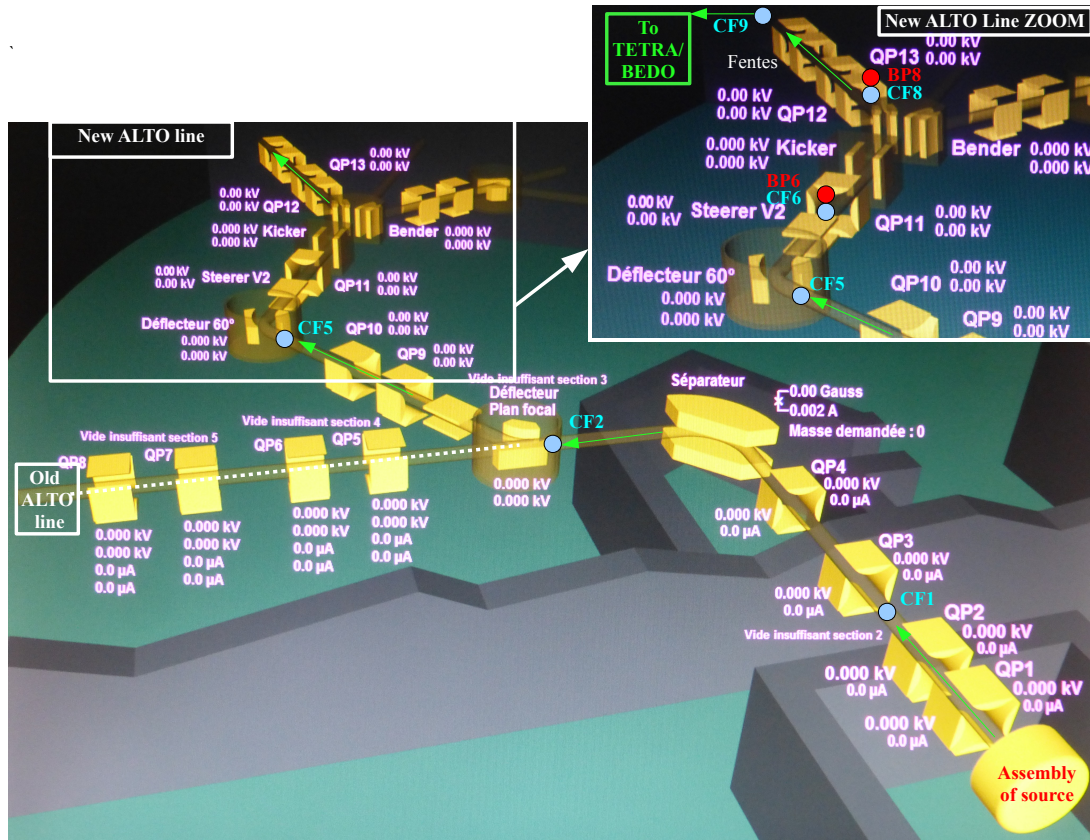 To
TETRA/
BEDO
CF9
New ALTO Line ZOOM
0.00 kV
0.00 kV
QP13
Fentes
BP8
CF8
0.00 kV
0.00 kV
QP12
0.000 kV
0.000 kV
Kicker
Bender
0.000 kV
0.000 kV
BP6
CF6
0.00 kV
0.00 kV
Steerer V2
QP11
0.00 kV
0.00 kV
CF5
Déflecteur 60°
0.000 kV
0.000 kV
QP10
0.00 kV
0.00 kV
QP9
0.00 kV
0.00 kV
New ALTO line
QP13
0.00 kV
0.00 kV
0.00 kV
0.00 kV
QP12
0.000 kV
0.000 kV
Kicker
Bender
0.000 kV
0.000 kV
0.00 kV
0.00 kV
Steerer V2
QP11
0.00 kV
0.00 kV
Déflecteur 60°
0.000 kV
0.000 kV
CF5
QP10
0.00 kV
0.00 kV
QP9
0.00 kV
0.00 kV
Vide insuffisant section 3
Déflecteur
Plan focal
CF2
0.000 kV
0.000 kV
Séparateur
0.00 Gauss
0.002 A
Masse demandée : 0
Vide insuffisant section 4
Vide insuffisant section 5
QP8
QP7
QP6
QP5
Old
ALTO
line
0.000 kV
0.000 kV
0.0 µA
0.0 µA
0.000 kV
0.000 kV
0.0 µA
0.0 µA
0.000 kV
0.000 kV
0.0 µA
0.0 µA
0.000 kV
0.000 kV
0.0 µA
0.0 µA
QP4
0.000 kV
0.0 µA
0.000 kV
0.0 µA
QP3
0.000 kV
0.0 µA
0.000 kV
0.0 µA
CF1
Vide insuffisant section 2
QP2
0.000 kV
0.0 µA
0.000 kV
0.0 µA
QP1
0.000 kV
0.0 µA
0.000 kV
0.0 µA
Assembly
of source